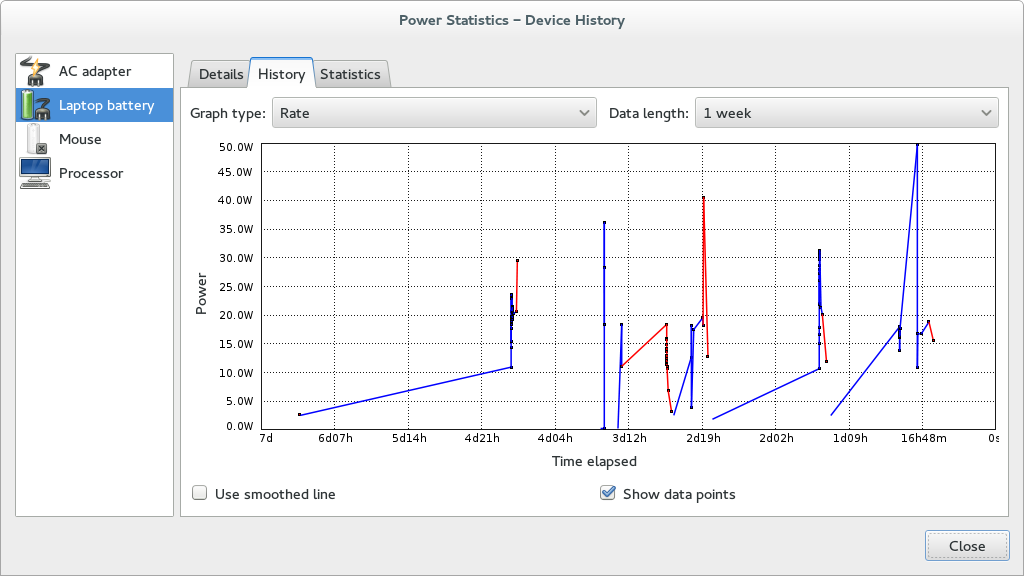 Power Statistics – Device History
AC adapter
Laptop battery
Mouse
Processor
Details History Statistics
Graph type: Rate Data length: 1 week
50.0W
45.0W
40.0W
35.0W
30.0W
25.0W
20.0W
15.0W
10.0W
5.0W
0.0W
Power
7d 6d07h 5d14h 4d21h 4d04h 3d12h 2d19h 2d02h 1d09h 16h48m 0s
Time elapsed
Use smoothed line Show data points
Close